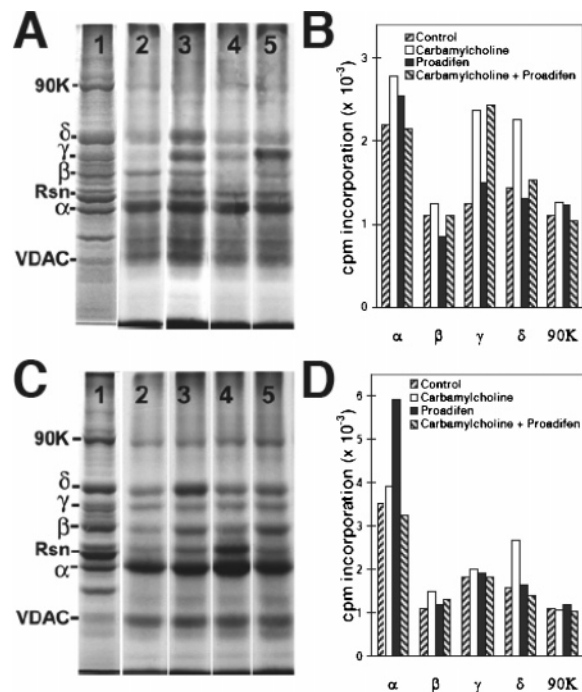 A
1 2 3 4 5
90K
δ
γ
β
Rsn
α
VDAC
B
cpm incorporation (x 10⁻³)
3
2
1
0
Control
Carbamylcholine
Proadifen
Carbamylcholine + Proadifen
α β γ δ 90K
C
1 2 3 4 5
90K
δ
γ
β
Rsn
α
VDAC
D
cpm incorporation (x 10⁻³)
6
5
4
3
2
1
0
Control
Carbamylcholine
Proadifen
Carbamylcholine + Proadifen
α β γ δ 90K